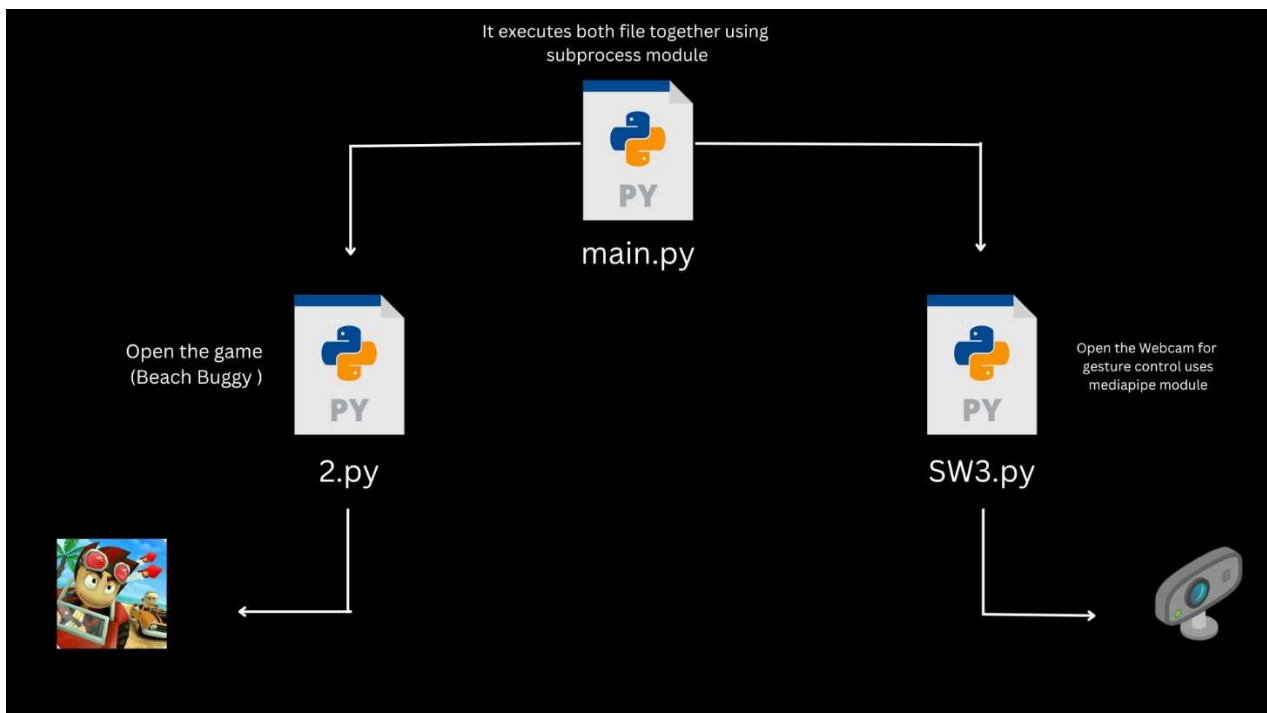 It executes both file together using
subprocess module
PY
main.py
Open the game
(Beach Buggy )
PY
2.py
Open the Webcam for
gesture control uses
mediapipe module
PY
SW3.py